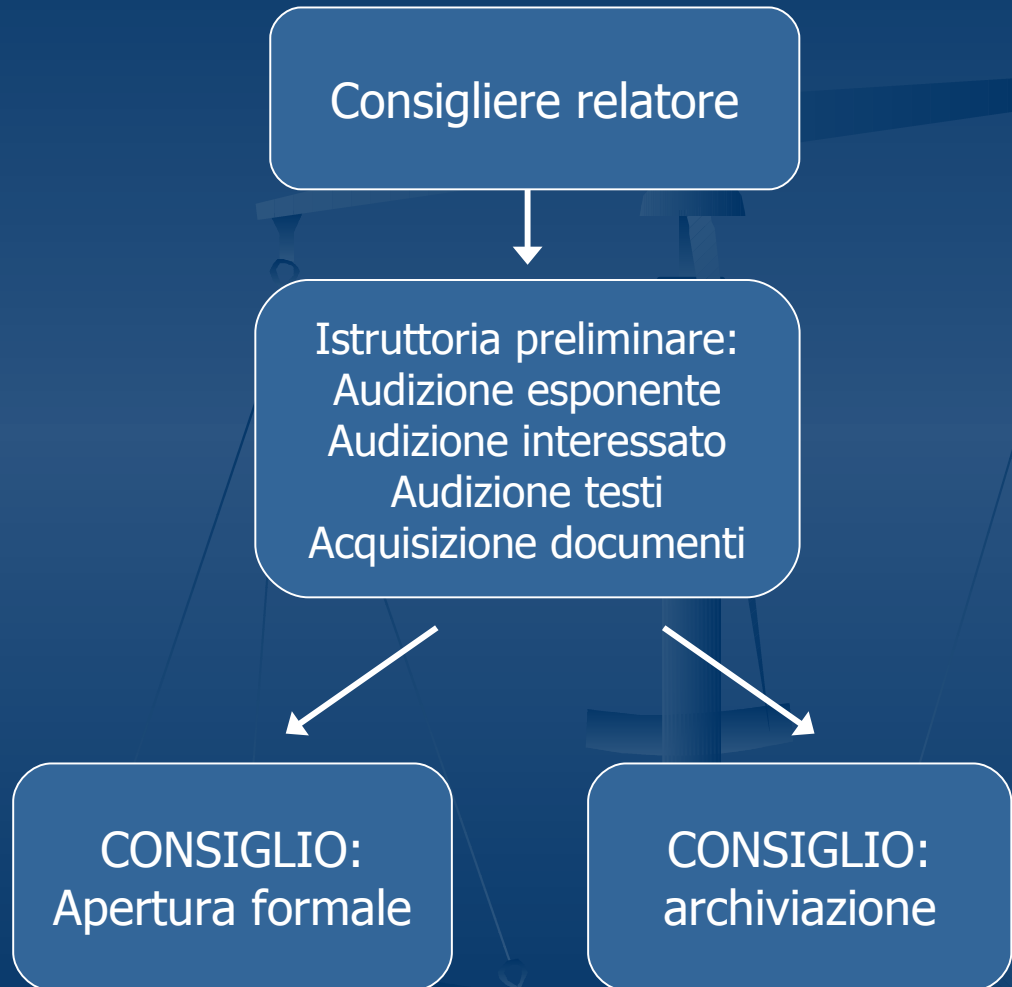 Consigliere relatore
Istruttoria preliminare:
Audizione esponente
Audizione interessato
Audizione testi
Acquisizione documenti
CONSIGLIO:
Apertura formale
CONSIGLIO:
archiviazione